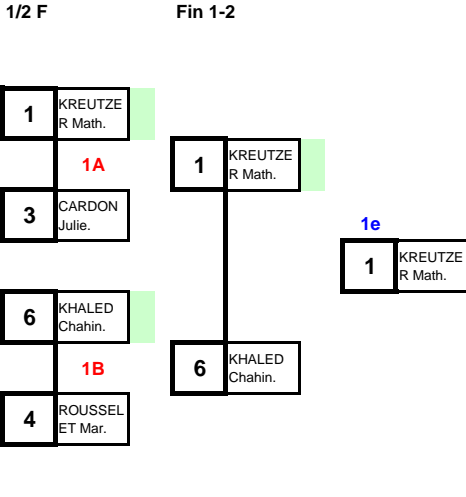 1/2 F
Fin 1-2
1
KREUTZE
R Math.
1A
3
CARDON
Julie.
6
KHALED
Chahin.
1B
4
ROUSSEL
ET Mar.
1
KREUTZE
R Math.
6
KHALED
Chahin.
1e
1
KREUTZE
R Math.